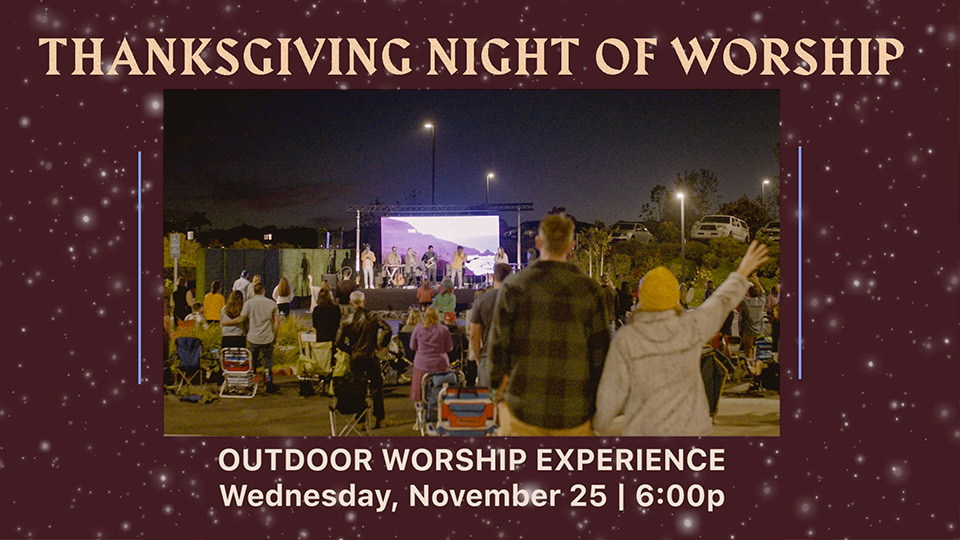 THANKSGIVING NIGHT OF WORSHIP
OUTDOOR WORSHIP EXPERIENCE
Wednesday, November 25 | 6:00p